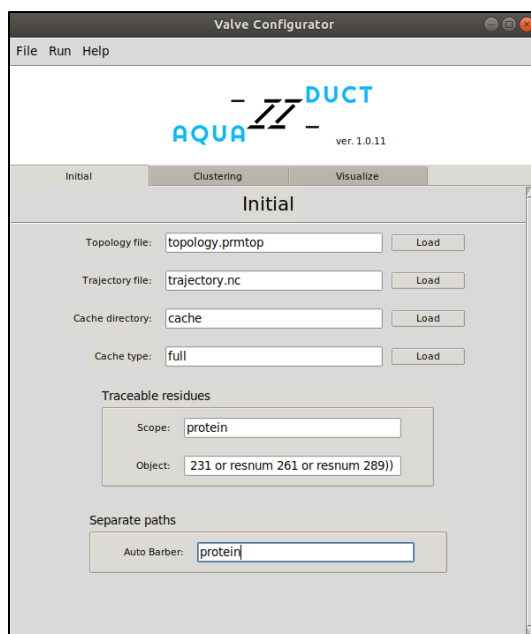 Valve Configurator
File Run Help
AQUA DUCT
ver. 1.0.11
Initial Clustering Visualize
Initial
Topology file: topology.prmtop Load
Trajectory file: trajectory.nc Load
Cache directory: cache Load
Cache type: full Load
Traceable residues
Scope: protein
Object: 231 or resnum 261 or resnum 289))
Separate paths
Auto Barber: protein